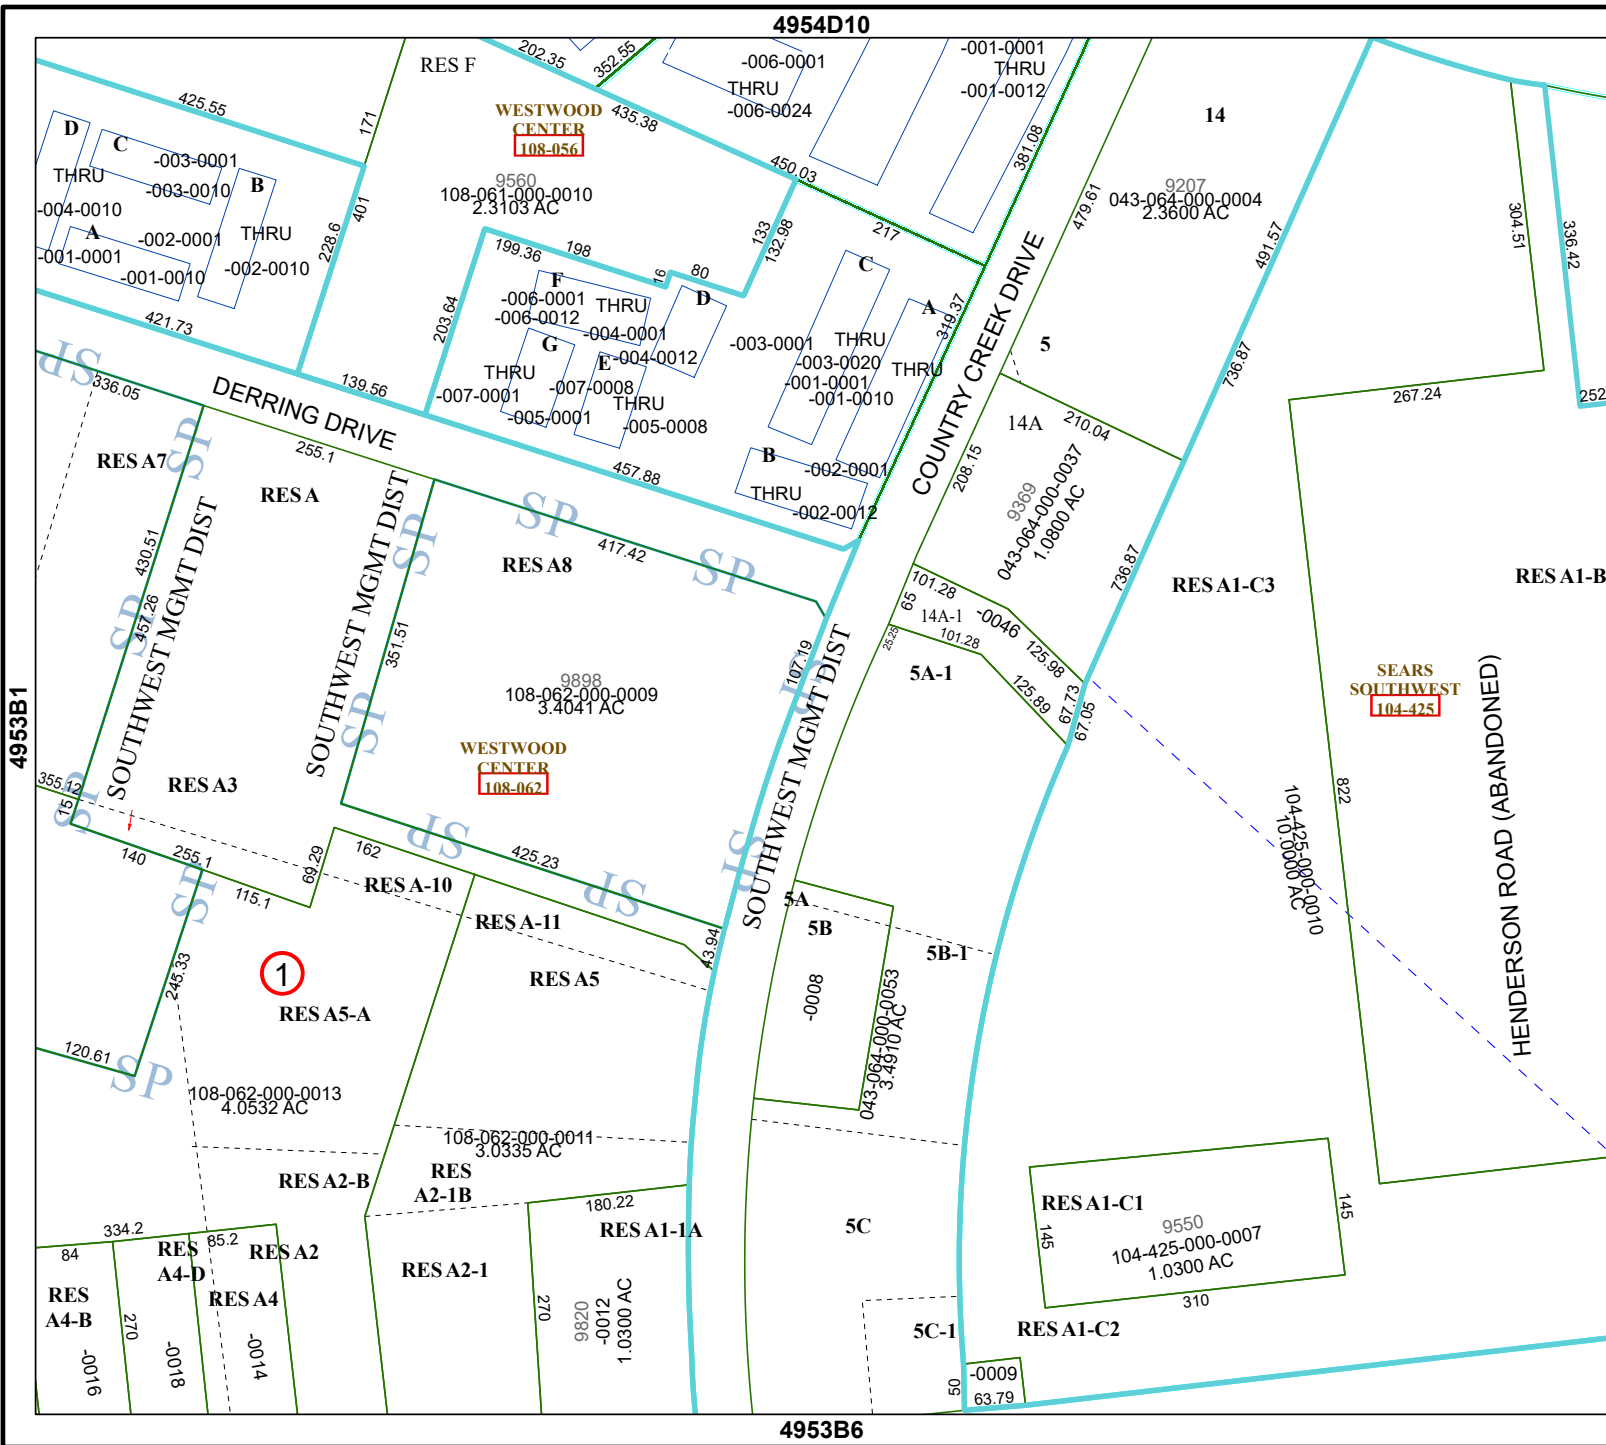 4954D10
202.35
352.55
RES F
-006-0001
THRU
-006-0024
-001-0001
THRU
-001-0012
425.55
171
WESTWOOD
CENTER
108-056
435.38
450.03
381.08
14
D
C
-003-0001
THRU
-003-0010
B
-004-0010
401
228.6
9560
108-061-000-0010
2.3103 AC
479.61
9207
043-064-000-0004
2.3600 AC
491.57
304.51
336.42
A
-002-0001
THRU
-001-0001
-001-0010
-002-0010
199.36
198
133
132.98
217
16
80
C
F
-006-0001
THRU
-006-0012
D
A
COUNTRY CREEK DRIVE
319.37
421.73
203.64
-004-0001
G
E
-004-0012
-003-0001
THRU
-003-0020
5
736.87
SP
336.05
DERRING DRIVE
139.56
THRU
-007-0001
-007-0008
THRU
-005-0001
-005-0008
-001-0001
THRU
-001-0010
267.24
252
14A
210.04
SP
RES A7
255.1
457.88
B
-002-0001
THRU
-002-0012
208.15
RES A
SP
SP
9369
043-064-000-0037
1.0800 AC
430.51
SOUTHWEST MGMT DIST
SOUTHWEST MGMT DIST
417.42
RES A8
SP
736.87
RES A1-C3
RES A1-B
101.28
65
14A-1
-0046
457.26
SP
351.51
25.25
101.28
125.98
107.19
SP
SOUTHWEST MGMT DIST
5A-1
125.89
67.73
67.05
SEARS
SOUTHWEST
104-425
HENDERSON ROAD (ABANDONED)
9898
108-062-000-0009
3.4041 AC
SP
4953B1
WESTWOOD
CENTER
108-062
355.12
15
SP
RES A3
822
104-425-000-0010
10.0000 AC
140
255.1
69.29
162
SP
425.23
SP
115.1
SP
RES A-10
RES A-11
SP
5A
5B
5B-1
43.94
1
245.33
RES A5
RES A5-A
-0008
043-064-000-0053
3.4910 AC
120.61
SP
108-062-000-0013
4.0532 AC
108-062-000-0011
3.0335 AC
RES A2-B
RES
A2-1B
180.22
RES A1-1A
5C
RES A1-C1
145
145
9550
104-425-000-0007
1.0300 AC
310
334.2
84
RES
A4-D
85.2
RES A2
RES A2-1
RES
A4-B
RES A4
270
-0016
-0018
-0014
270
9820
-0012
1.0300 AC
5C-1
RES A1-C2
50
-0009
63.79
4953B6